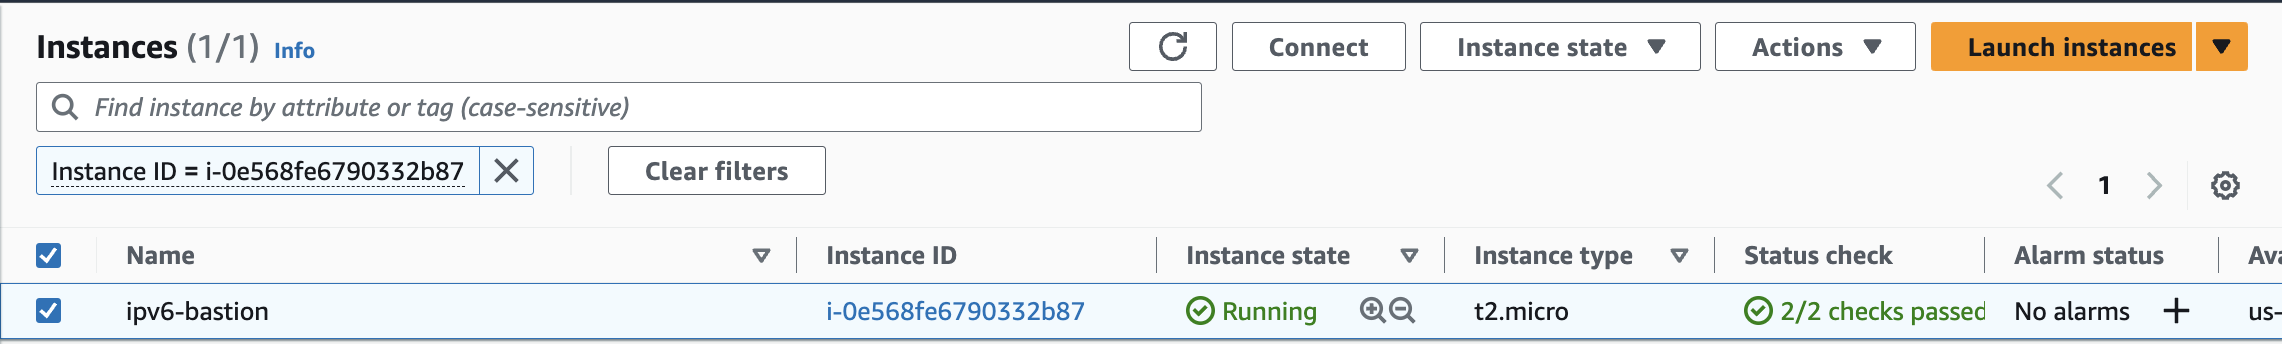 Instances (1/1) Info
Connect Instance state Actions Launch instances
Find instance by attribute or tag (case-sensitive)
Instance ID = i-0e568fe6790332b87 Clear filters
1
Name Instance ID Instance state Instance type Status check Alarm status Ava
ipv6-bastion i-0e568fe6790332b87 Running t2.micro 2/2 checks passed No alarms us-